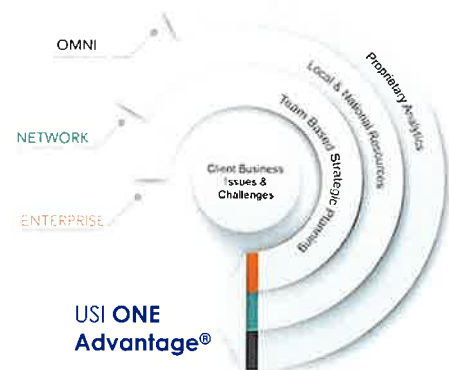 OMNI
NETWORK
ENTERPRISE
Proprietary Analytics
Local & National Resources
Team Based Strategic Planning
Client Business
Issues &
Challenges
USI ONE
Advantage®